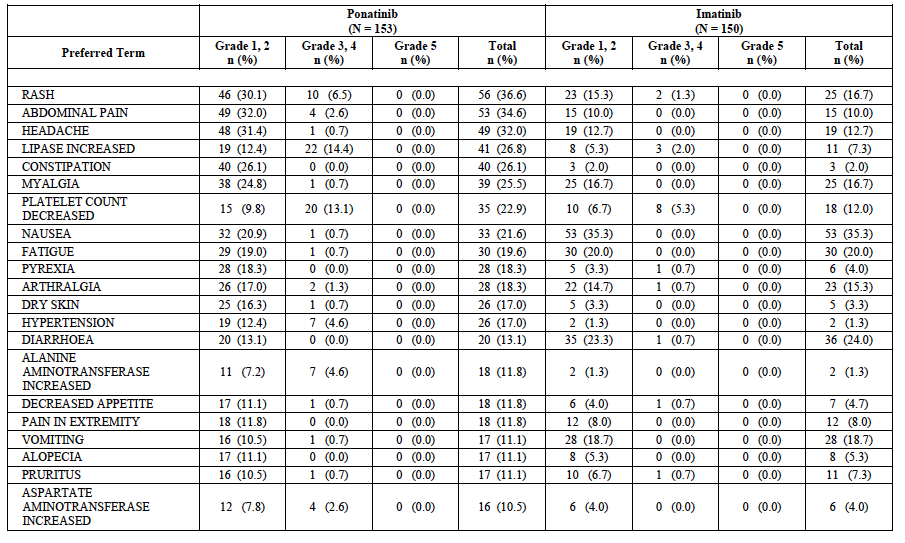 Ponatinib Imatinib
(N = 153) (N = 150)
Preferred Term Grade 1, 2 Grade 3, 4 Grade 5 Total Grade 1, 2 Grade 3, 4 Grade 5 Total
n (%) n (%) n (%) n (%) n (%) n (%) n (%) n (%)
RASH 46 (30.1) 10 (6.5) 0 (0.0) 56 (36.6) 23 (15.3) 2 (1.3) 0 (0.0) 25 (16.7)
ABDOMINAL PAIN 49 (32.0) 4 (2.6) 0 (0.0) 53 (34.6) 15 (10.0) 0 (0.0) 0 (0.0) 15 (10.0)
HEADACHE 48 (31.4) 1 (0.7) 0 (0.0) 49 (32.0) 19 (12.7) 0 (0.0) 0 (0.0) 19 (12.7)
LIPASE INCREASED 19 (12.4) 22 (14.4) 0 (0.0) 41 (26.8) 8 (5.3) 3 (2.0) 0 (0.0) 11 (7.3)
CONSTIPATION 40 (26.1) 0 (0.0) 0 (0.0) 40 (26.1) 3 (2.0) 0 (0.0) 0 (0.0) 3 (2.0)
MYALGIA 38 (24.8) 1 (0.7) 0 (0.0) 39 (25.5) 25 (16.7) 0 (0.0) 0 (0.0) 25 (16.7)
PLATELET COUNT
DECREASED 15 (9.8) 20 (13.1) 0 (0.0) 35 (22.9) 10 (6.7) 8 (5.3) 0 (0.0) 18 (12.0)
NAUSEA 32 (20.9) 1 (0.7) 0 (0.0) 33 (21.6) 53 (35.3) 0 (0.0) 0 (0.0) 53 (35.3)
FATIGUE 29 (19.0) 1 (0.7) 0 (0.0) 30 (19.6) 30 (20.0) 0 (0.0) 0 (0.0) 30 (20.0)
PYREXIA 28 (18.3) 0 (0.0) 0 (0.0) 28 (18.3) 5 (3.3) 1 (0.7) 0 (0.0) 6 (4.0)
ARTHRALGIA 26 (17.0) 2 (1.3) 0 (0.0) 28 (18.3) 22 (14.7) 1 (0.7) 0 (0.0) 23 (15.3)
DRY SKIN 25 (16.3) 1 (0.7) 0 (0.0) 26 (17.0) 5 (3.3) 0 (0.0) 0 (0.0) 5 (3.3)
HYPERTENSION 19 (12.4) 7 (4.6) 0 (0.0) 26 (17.0) 2 (1.3) 0 (0.0) 0 (0.0) 2 (1.3)
DIARRHOEA 20 (13.1) 0 (0.0) 0 (0.0) 20 (13.1) 35 (23.3) 1 (0.7) 0 (0.0) 36 (24.0)
ALANINE
AMINOTRANSFERASE 11 (7.2) 7 (4.6) 0 (0.0) 18 (11.8) 2 (1.3) 0 (0.0) 0 (0.0) 2 (1.3)
INCREASED
DECREASED APPETITE 17 (11.1) 1 (0.7) 0 (0.0) 18 (11.8) 6 (4.0) 1 (0.7) 0 (0.0) 7 (4.7)
PAIN IN EXTREMITY 18 (11.8) 0 (0.0) 0 (0.0) 18 (11.8) 12 (8.0) 0 (0.0) 0 (0.0) 12 (8.0)
VOMITING 16 (10.5) 1 (0.7) 0 (0.0) 17 (11.1) 28 (18.7) 0 (0.0) 0 (0.0) 28 (18.7)
ALOPECIA 17 (11.1) 0 (0.0) 0 (0.0) 17 (11.1) 8 (5.3) 0 (0.0) 0 (0.0) 8 (5.3)
PRURITUS 16 (10.5) 1 (0.7) 0 (0.0) 17 (11.1) 10 (6.7) 1 (0.7) 0 (0.0) 11 (7.3)
ASPARTATE
AMINOTRANSFERASE 12 (7.8) 4 (2.6) 0 (0.0) 16 (10.5) 6 (4.0) 0 (0.0) 0 (0.0) 6 (4.0)
INCREASED